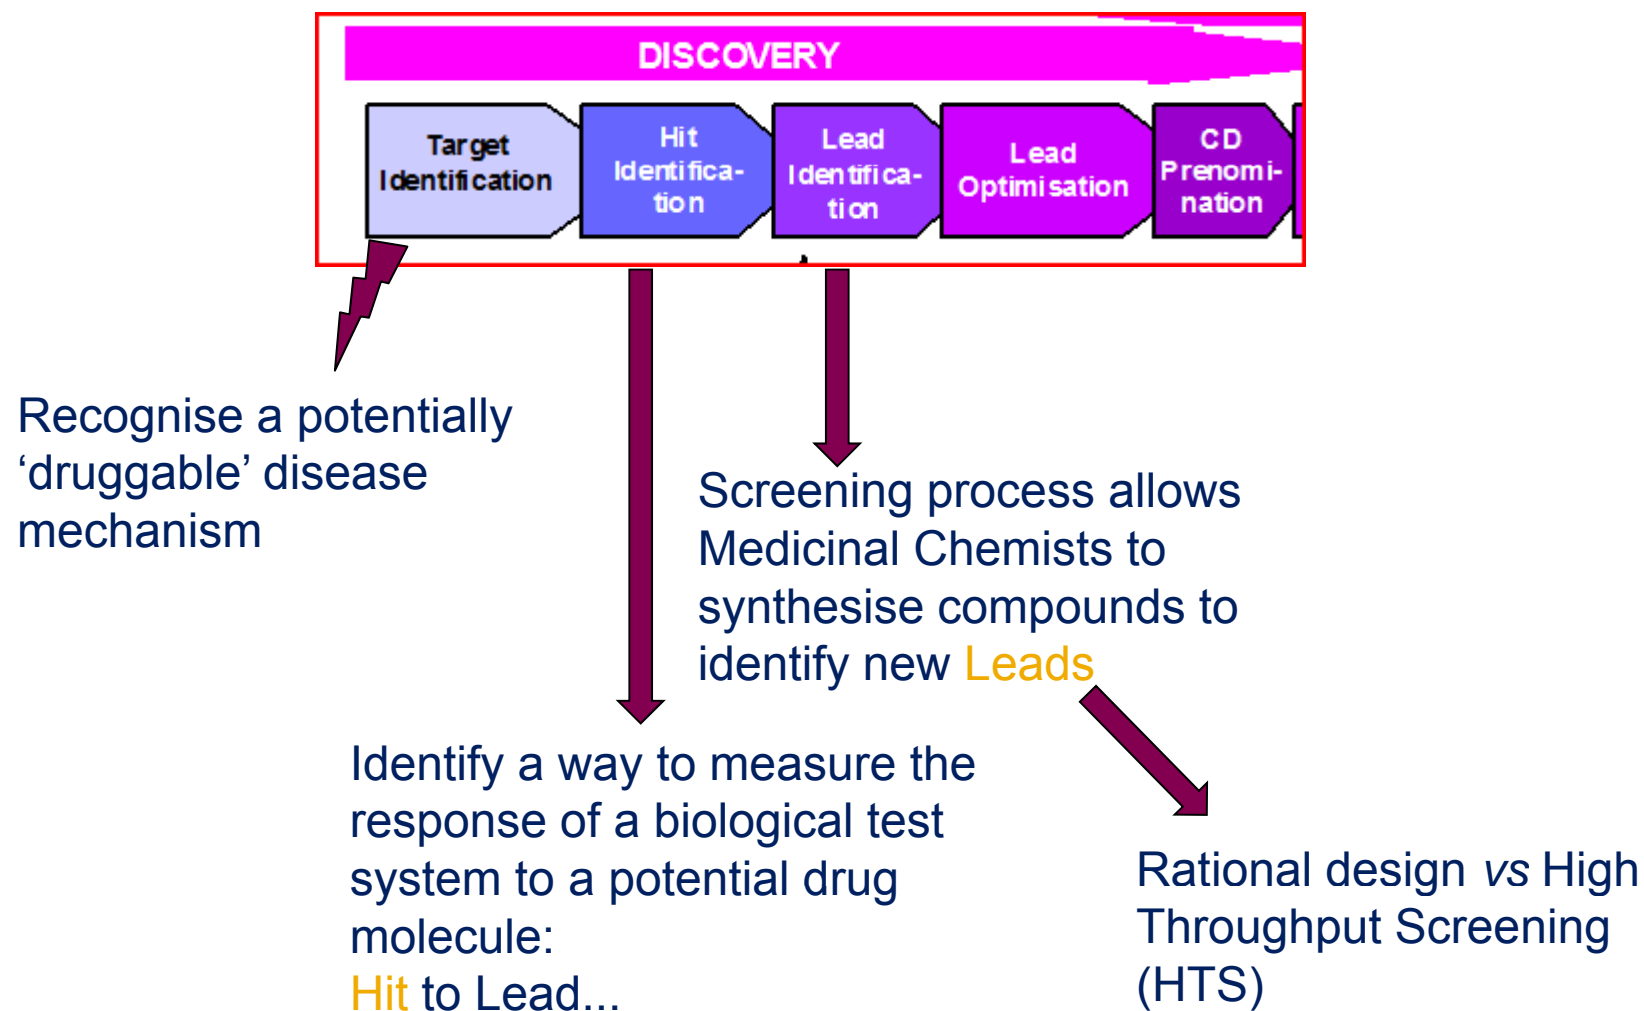 DISCOVERY
Target
Identification
Hit
Identifica-
tion
Lead
Identifica-
tion
Lead
Optimisation
CD
Prenomi-
nation
Recognise a potentially
‘druggable’ disease
mechanism
Screening process allows
Medicinal Chemists to
synthesise compounds to
identify new Leads
Identify a way to measure the
response of a biological test
system to a potential drug
molecule:
Hit to Lead...
Rational design vs High
Throughput Screening
(HTS)